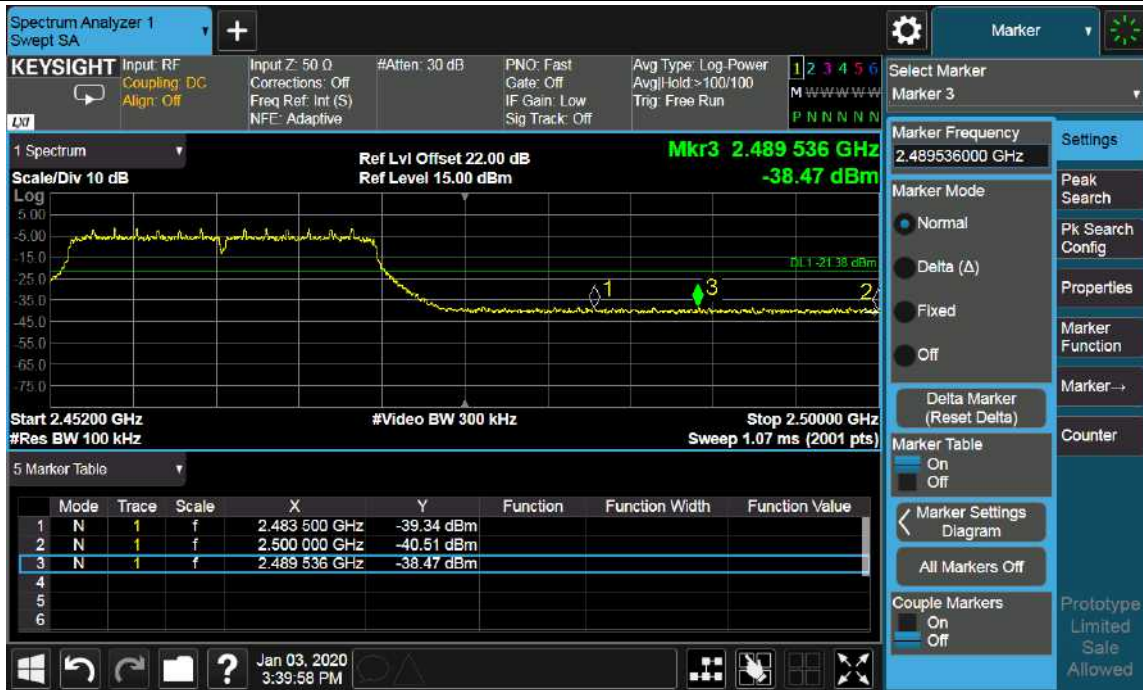 Spectrum Analyzer 1
Swept SA
+
Marker
KEYSIGHT
LXI
Input: RF
Coupling: DC
Align: Off
Input Z: 50 Ω
Corrections: Off
Freq Ref: Int (S)
NFE: Adaptive
#Atten: 30 dB
PNO: Fast
Gate: Off
IF Gain: Low
Sig Track: Off
Avg Type: Log-Power
Avg|Hold:>100/100
Trig: Free Run
1 2 3 4 5 6
M W W W W W
P N N N N N
Select Marker
Marker 3
1 Spectrum
Scale/Div 10 dB
Ref Lvl Offset 22.00 dB
Ref Level 15.00 dBm
Mkr3 2.489 536 GHz
-38.47 dBm
Log
5.00
-5.00
-15.0
-25.0
-35.0
-45.0
-55.0
-65.0
-75.0
DL1 -21.38 dBm
1
3
2
Start 2.45200 GHz
#Res BW 100 kHz
#Video BW 300 kHz
Stop 2.50000 GHz
Sweep 1.07 ms (2001 pts)
5 Marker Table
Mode Trace Scale X Y Function Function Width Function Value
1 N 1 f 2.483 500 GHz -39.34 dBm
2 N 1 f 2.500 000 GHz -40.51 dBm
3 N 1 f 2.489 536 GHz -38.47 dBm
4
5
6
Marker Frequency
2.489536000 GHz
Marker Mode
Normal
Delta (Δ)
Fixed
Off
Delta Marker
(Reset Delta)
Marker Table
On
Off
Marker Settings
Diagram
All Markers Off
Couple Markers
On
Off
Settings
Peak
Search
Pk Search
Config
Properties
Marker
Function
Marker→
Counter
Prototype
Limited
Sale
Allowed
?
Jan 03, 2020
3:39:58 PM